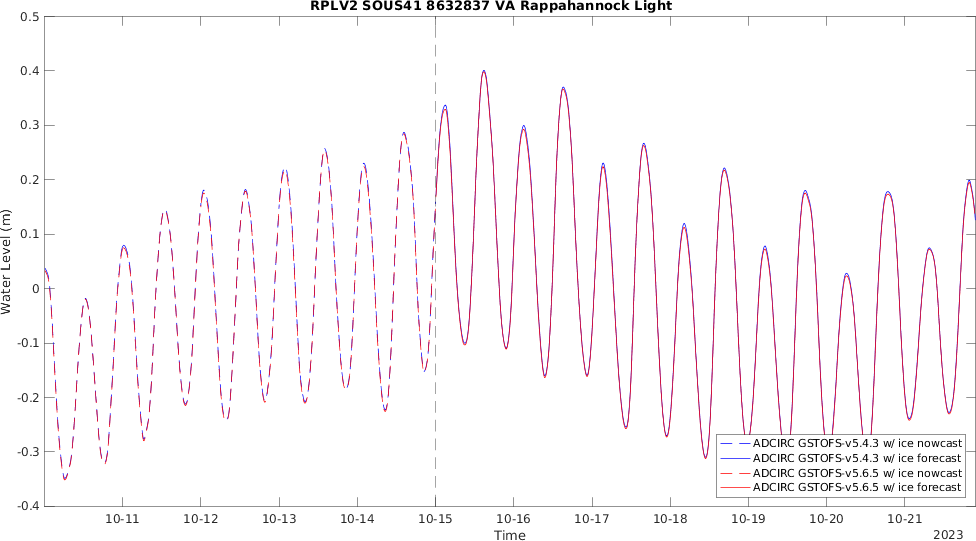 RPLV2 SOUS41 8632837 VA Rappahannock Light
0.5
0.4
0.3
0.2
0.1
0
-0.1
-0.2
-0.3
-0.4
Water Level (m)
ADCIRC GSTOFS-v5.4.3 w/ ice nowcast
ADCIRC GSTOFS-v5.4.3 w/ ice forecast
ADCIRC GSTOFS-v5.6.5 w/ ice nowcast
ADCIRC GSTOFS-v5.6.5 w/ ice forecast
10-11 10-12 10-13 10-14 10-15 10-16 10-17 10-18 10-19 10-20 10-21
Time
2023